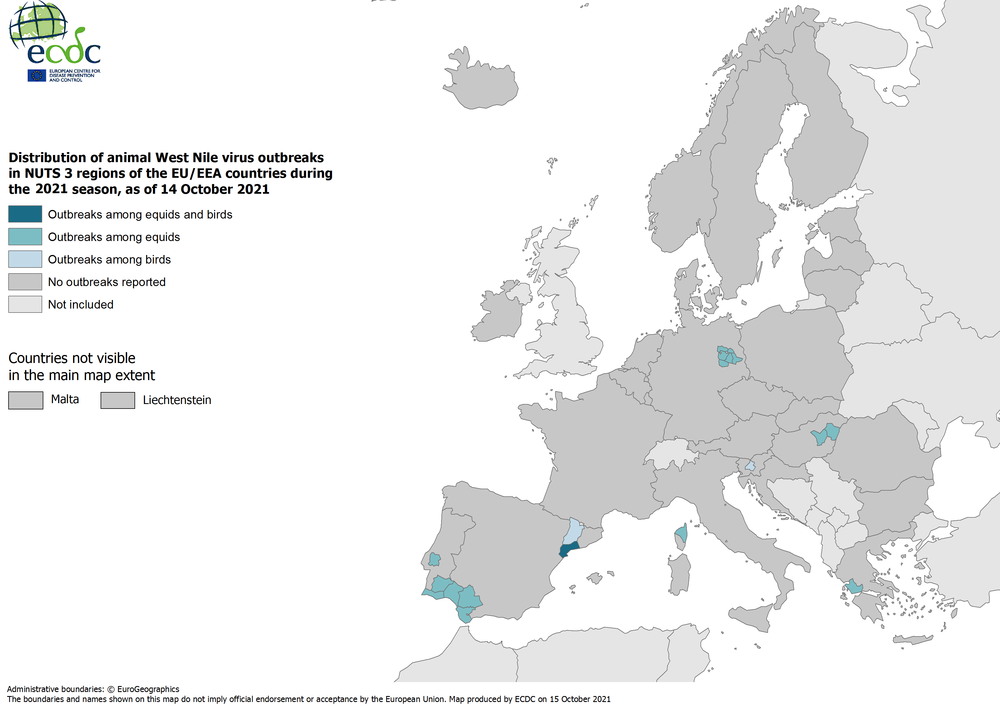 ecdc
EUROPEAN CENTRE FOR
DISEASE PREVENTION
AND CONTROL
Distribution of animal West Nile virus outbreaks
in NUTS 3 regions of the EU/EEA countries during
the 2021 season, as of 14 October 2021
Outbreaks among equids and birds
Outbreaks among equids
Outbreaks among birds
No outbreaks reported
Not included
Countries not visible
in the main map extent
Malta
Liechtenstein
Administrative boundaries: © EuroGeographics
The boundaries and names shown on this map do not imply official endorsement or acceptance by the European Union. Map produced by ECDC on 15 October 2021